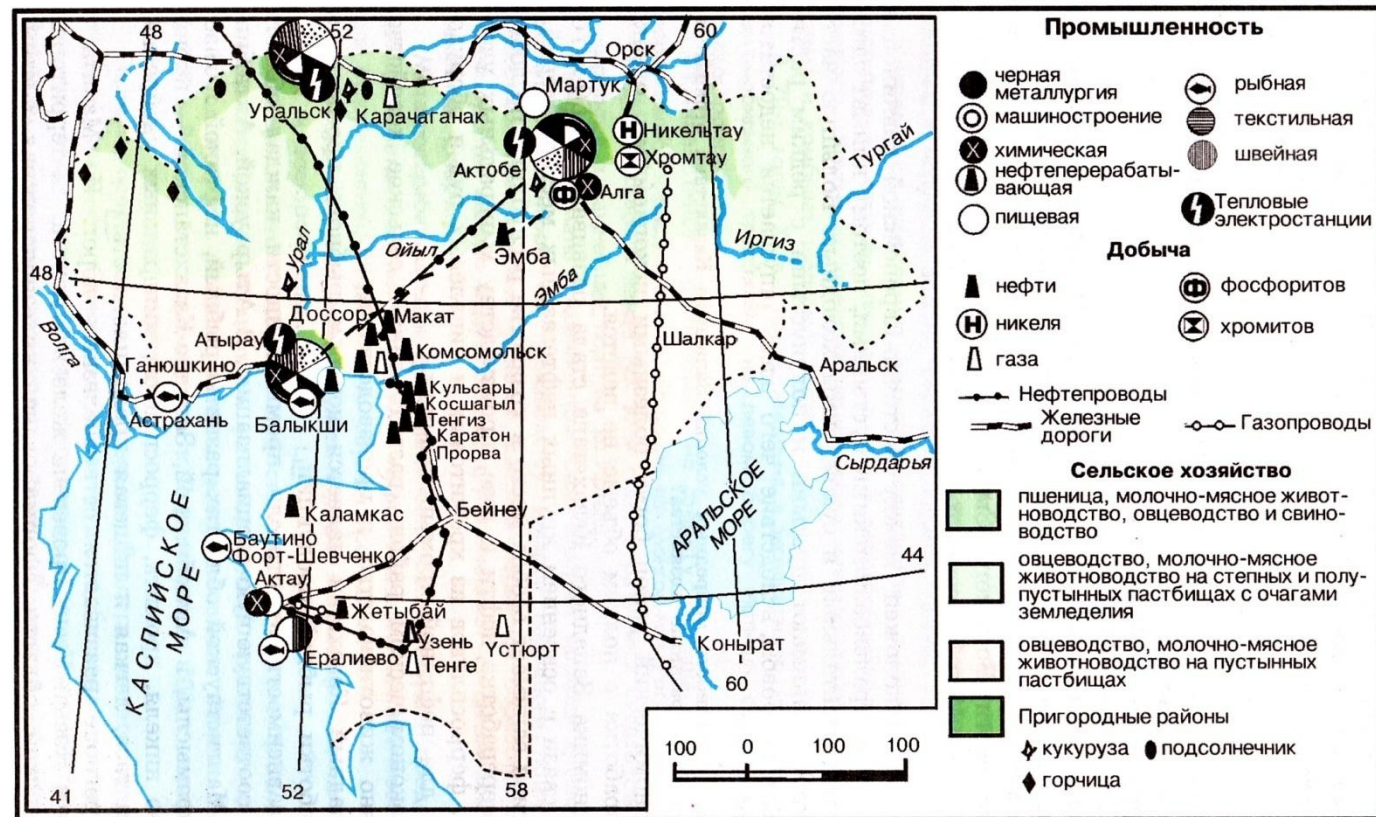 48
52
60
Орск
Мартук
Уральск
Карачаганак
Никельтау
Хромтау
Тургай
Актобе
Алга
Урал
Ойыл
Эмба
Иргиз
48
Эмба
Волга
Доссор
Макат
Атырау
Комсомольск
Шалкар
Ганюшкино
Аральск
Кульсары
Косшагыл
Астрахань
Балыкши
Тенгиз
Каратон
Прорва
Сырдарья
КАСПИЙСКОЕ
МОРЕ
Каламкас
Бейнеу
АРАЛЬСКОЕ
МОРЕ
Баутино
Форт-Шевченко
44
Актау
Жетыбай
Узень
Үстюрт
Конырат
Ералиево
Тенге
60
41
52
58
100 0 100 100
Промышленность
черная
металлургия
машиностроение
химическая
нефтеперерабаты-
вающая
пищевая
рыбная
текстильная
швейная
Тепловые
электростанции
Добыча
нефти
никеля
газа
фосфоритов
хромитов
Нефтепроводы
Железные
дороги
Газопроводы
Сельское хозяйство
пшеница, молочно-мясное живот-
новодство, овцеводство и свино-
водство
овцеводство, молочно-мясное
животноводство на степных и полу-
пустынных пастбищах с очагами
земледелия
овцеводство, молочно-мясное
животноводство на пустынных
пастбищах
Пригородные районы
кукуруза
подсолнечник
горчица